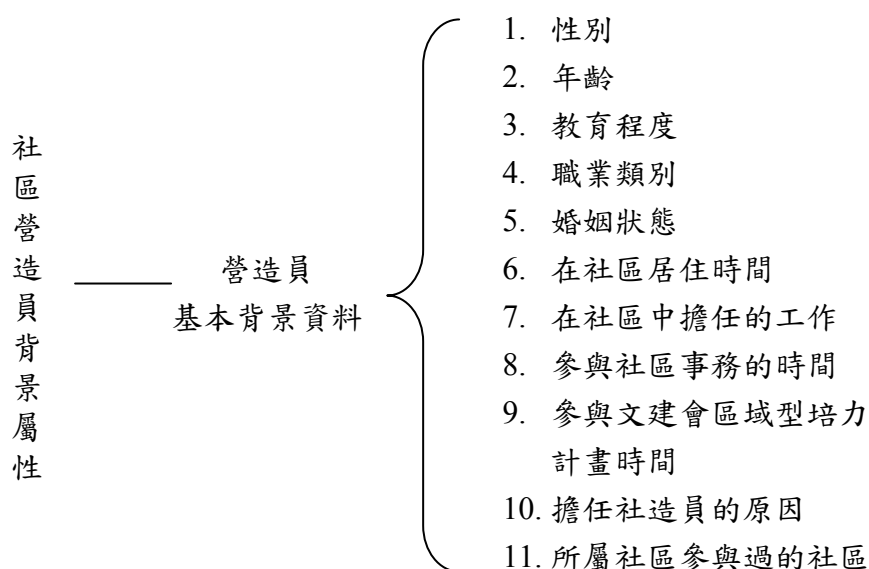 社區營造員背景屬性
營造員
基本背景資料
1. 性別
2. 年齡
3. 教育程度
4. 職業類別
5. 婚姻狀態
6. 在社區居住時間
7. 在社區中擔任的工作
8. 參與社區事務的時間
9. 參與文建會區域型培力
計畫時間
10. 擔任社造員的原因
11. 所屬社區參與過的社區